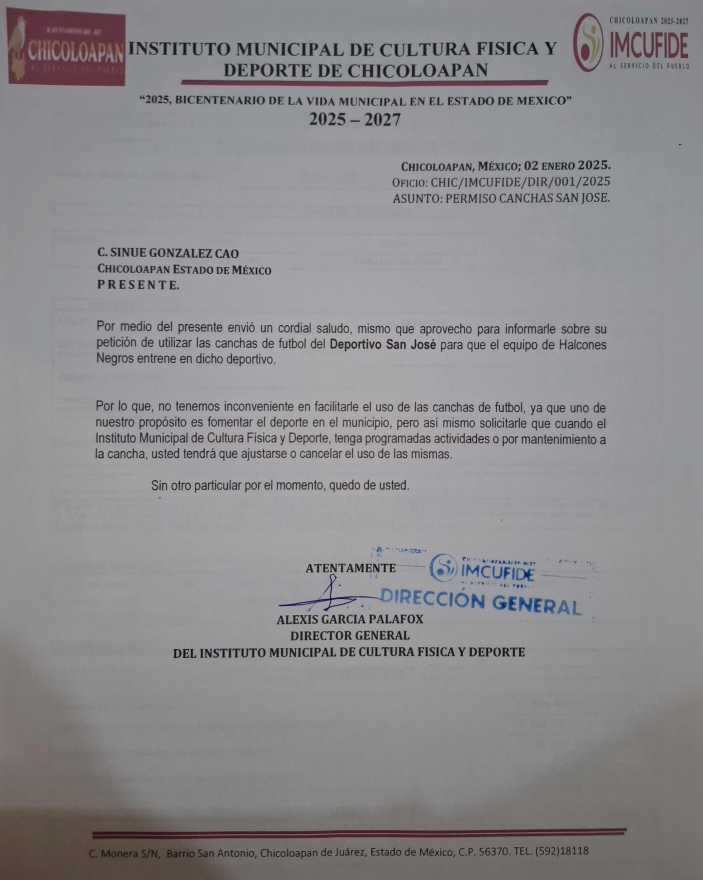 CHICOLOAPAN
AL SERVICIO DEL PUEBLO
INSTITUTO MUNICIPAL DE CULTURA FISICA Y
DEPORTE DE CHICOLOAPAN
CHICOLOAPAN 2025-2027
IMCUFIDE
AL SERVICIO DEL PUEBLO
“2025, BICENTENARIO DE LA VIDA MUNICIPAL EN EL ESTADO DE MEXICO”
2025 – 2027
CHICOLOAPAN, MÉXICO; 02 ENERO 2025.
OFICIO: CHIC/IMCUFIDE/DIR/001/2025
ASUNTO: PERMISO CANCHAS SAN JOSE.
C. SINUE GONZALEZ CAO
CHICOLOAPAN ESTADO DE MÉXICO
P R E S E N T E.
Por medio del presente envió un cordial saludo, mismo que aprovecho para informarle sobre su
petición de utilizar las canchas de futbol del Deportivo San José para que el equipo de Halcones
Negros entrene en dicho deportivo.
Por lo que, no tenemos inconveniente en facilitarle el uso de las canchas de futbol, ya que uno de
nuestro propósito es fomentar el deporte en el municipio, pero así mismo solicitarle que cuando el
Instituto Municipal de Cultura Física y Deporte, tenga programadas actividades o por mantenimiento a
la cancha, usted tendrá que ajustarse o cancelar el uso de las mismas.
Sin otro particular por el momento, quedo de usted.
ATENTAMENTE
IMCUFIDE
DIRECCIÓN GENERAL
ALEXIS GARCIA PALAFOX
DIRECTOR GENERAL
DEL INSTITUTO MUNICIPAL DE CULTURA FISICA Y DEPORTE
C. Monera S/N, Barrio San Antonio, Chicoloapan de Juárez, Estado de México, C.P. 56370. TEL. (592)18118